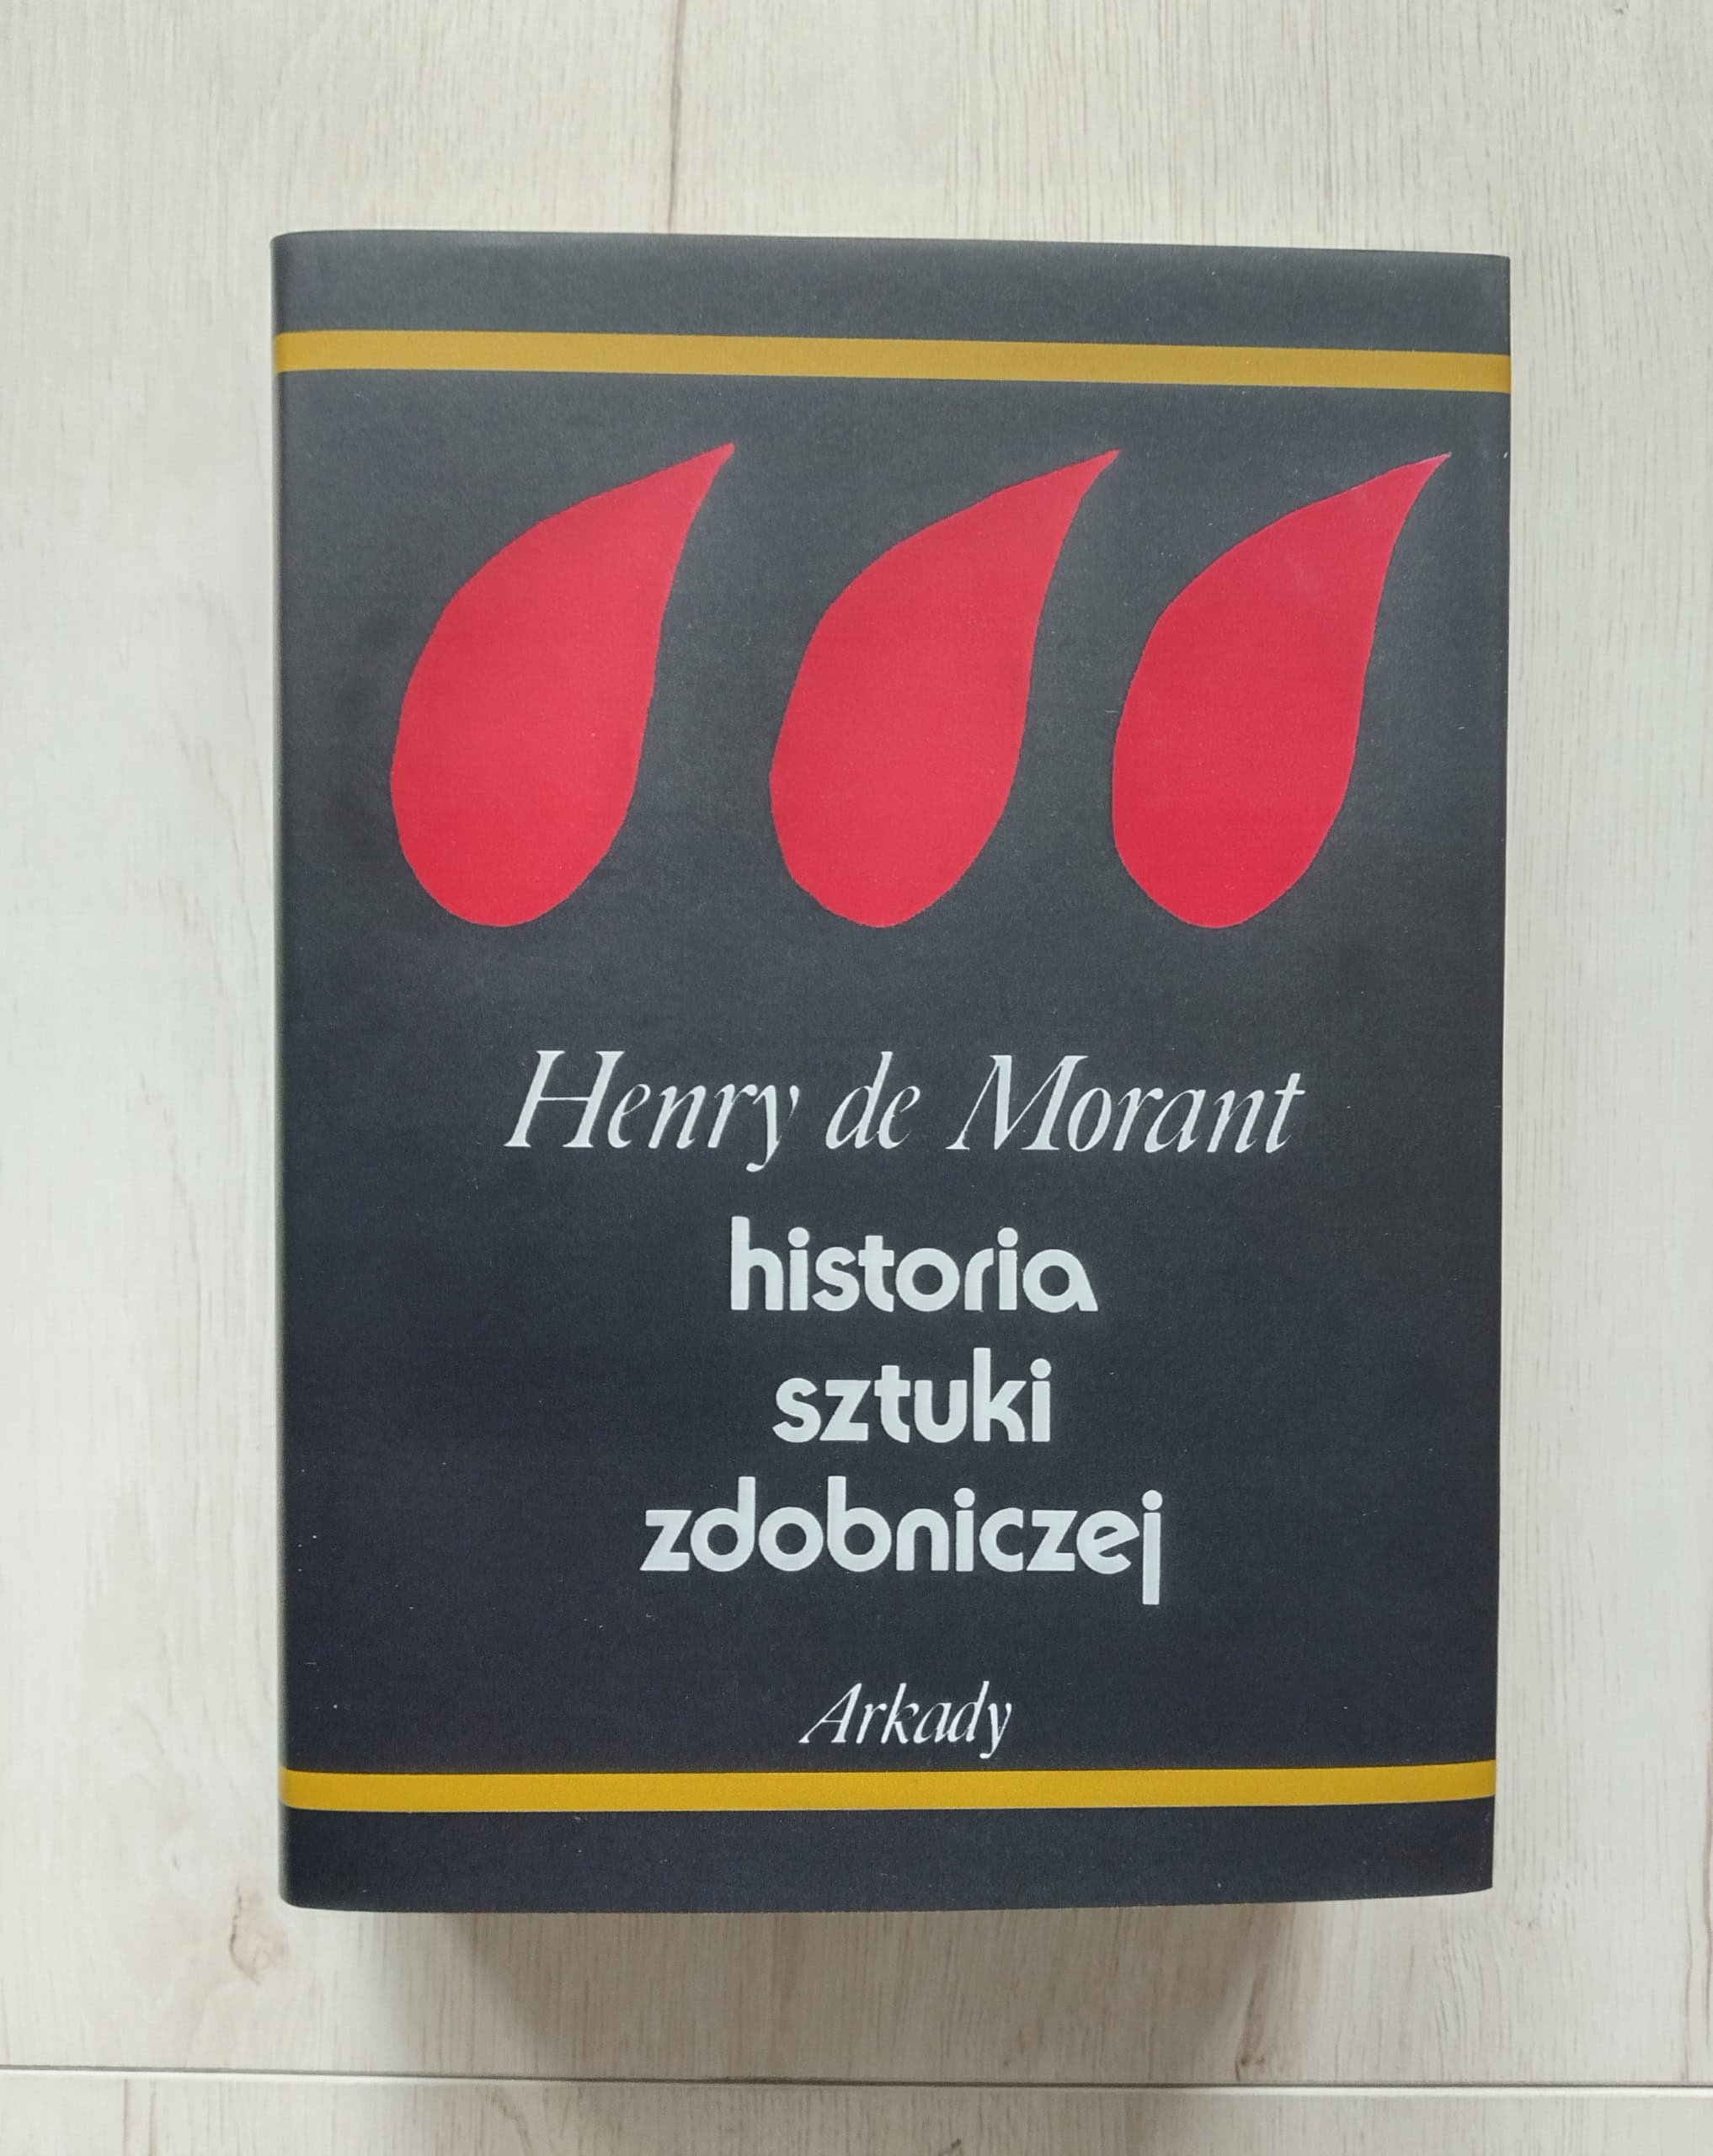 Henry de Morant
historia
sztuki
zdobniczej
Arkady